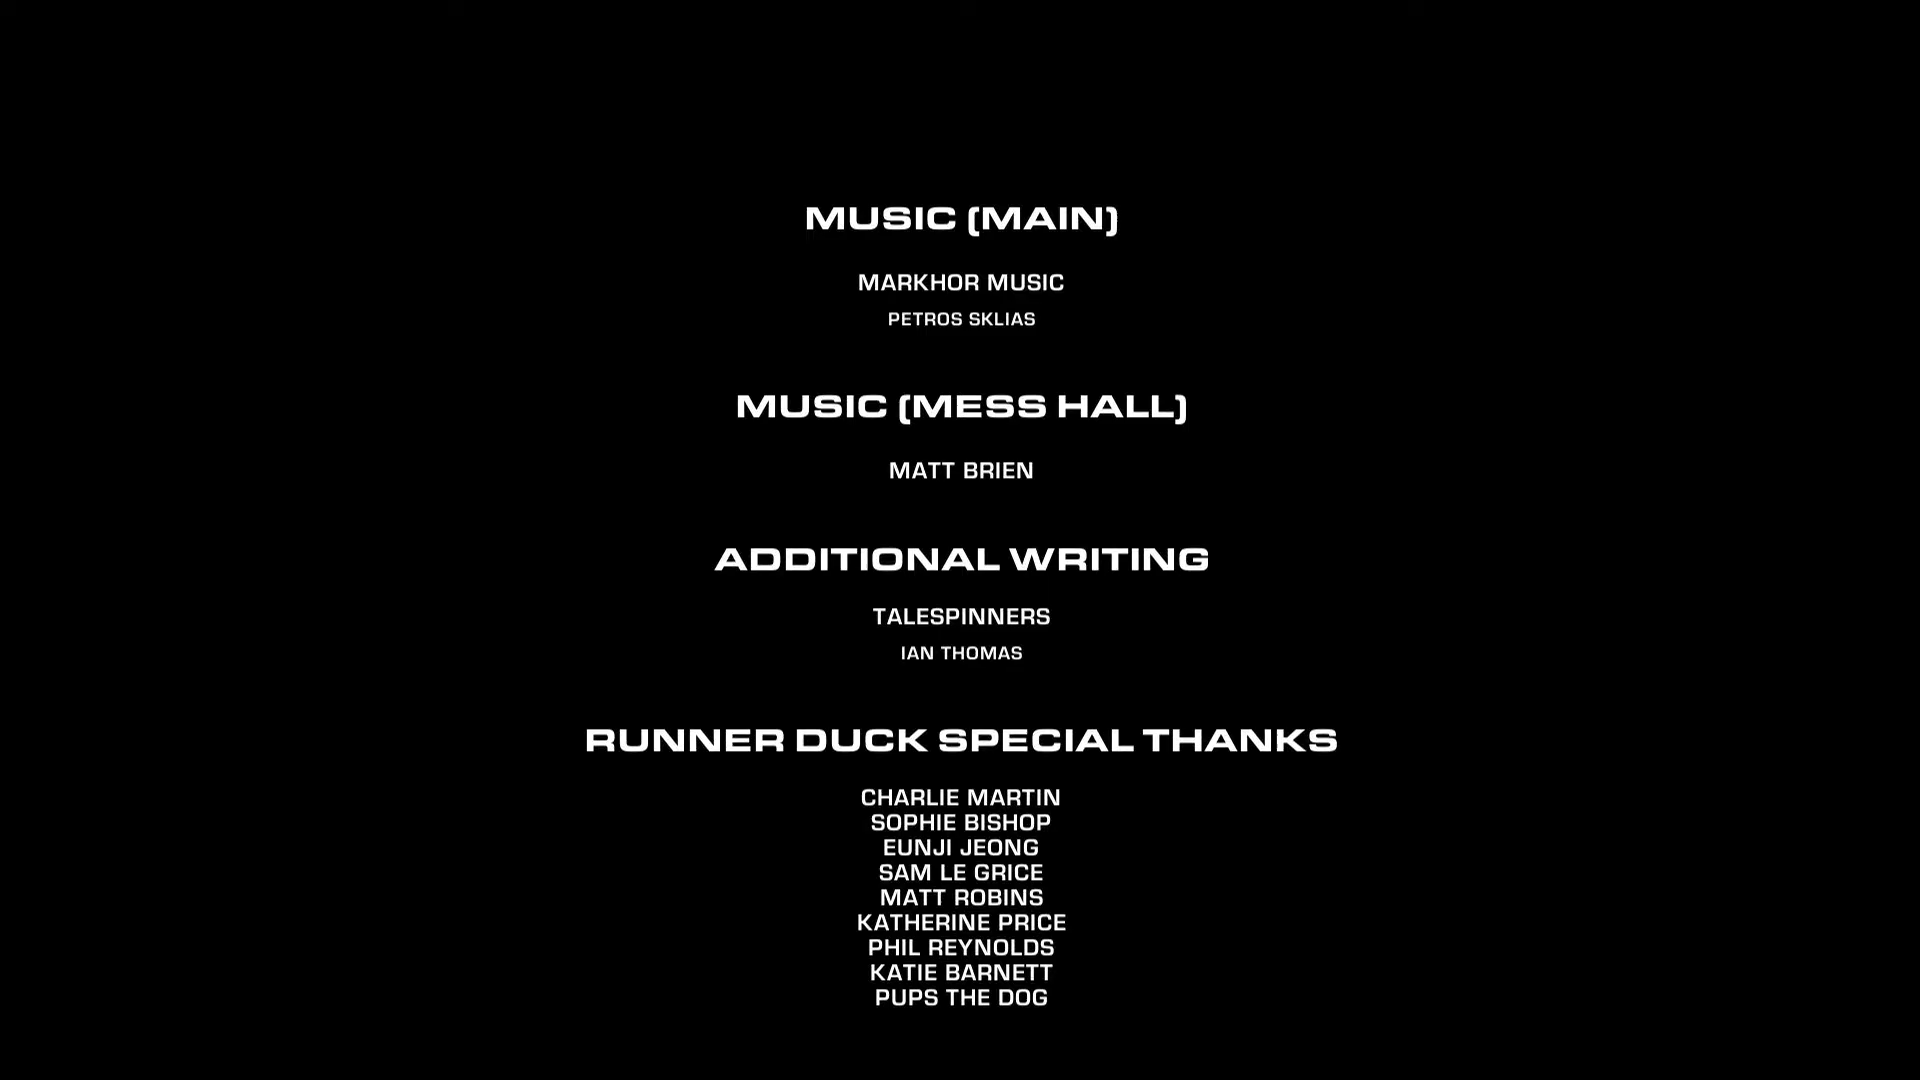 MUSIC (MAIN)
MARKHOR MUSIC
PETROS SKLIAS
MUSIC (MESS HALL)
MATT BRIEN
ADDITIONAL WRITING
TALESPINNERS
IAN THOMAS
RUNNER DUCK SPECIAL THANKS
CHARLIE MARTIN
SOPHIE BISHOP
EUNJI JEONG
SAM LE GRICE
MATT ROBINS
KATHERINE PRICE
PHIL REYNOLDS
KATIE BARNETT
PUPS THE DOG